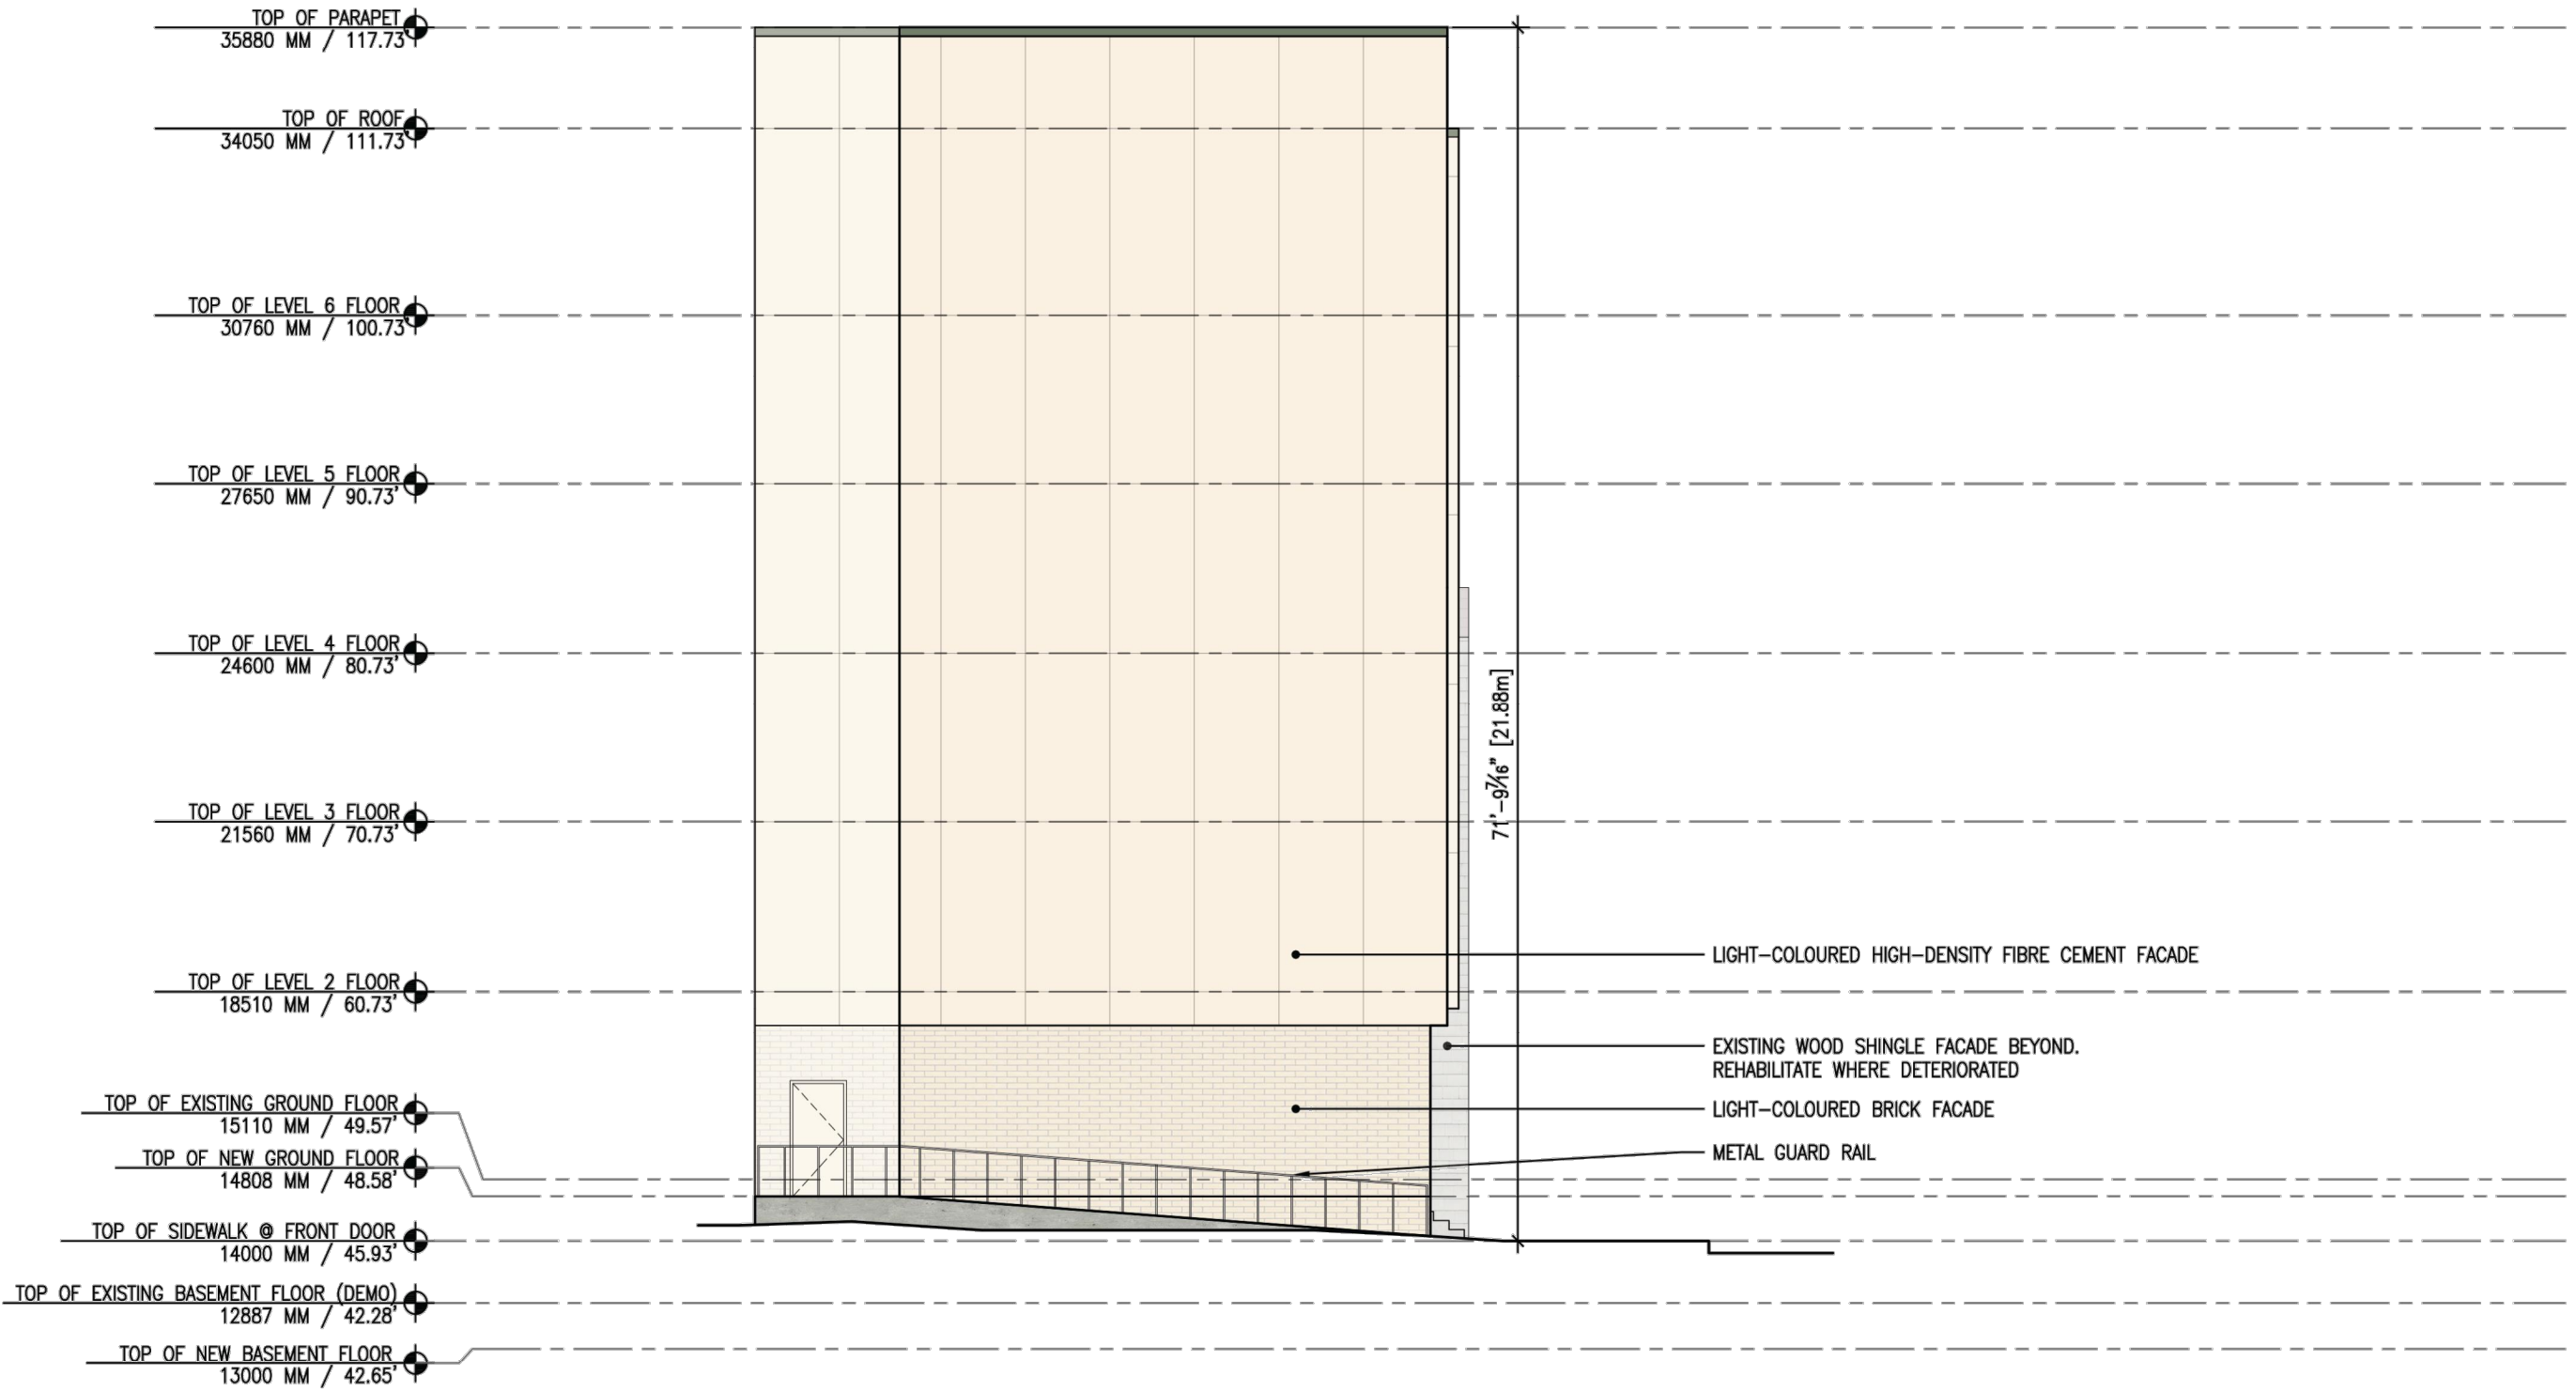 TOP OF PARAPET
35880 MM / 117.73'
TOP OF ROOF
34050 MM / 111.73'
TOP OF LEVEL 6 FLOOR
30760 MM / 100.73'
TOP OF LEVEL 5 FLOOR
27650 MM / 90.73'
TOP OF LEVEL 4 FLOOR
24600 MM / 80.73'
71'-9 7/16" [21.88m]
TOP OF LEVEL 3 FLOOR
21560 MM / 70.73'
LIGHT-COLOURED HIGH-DENSITY FIBRE CEMENT FACADE
TOP OF LEVEL 2 FLOOR
18510 MM / 60.73'
EXISTING WOOD SHINGLE FACADE BEYOND.
REHABILITATE WHERE DETERIORATED
TOP OF EXISTING GROUND FLOOR
15110 MM / 49.57'
LIGHT-COLOURED BRICK FACADE
METAL GUARD RAIL
TOP OF NEW GROUND FLOOR
14808 MM / 48.58'
TOP OF SIDEWALK @ FRONT DOOR
14000 MM / 45.93'
TOP OF EXISTING BASEMENT FLOOR (DEMO)
12887 MM / 42.28'
TOP OF NEW BASEMENT FLOOR
13000 MM / 42.65'